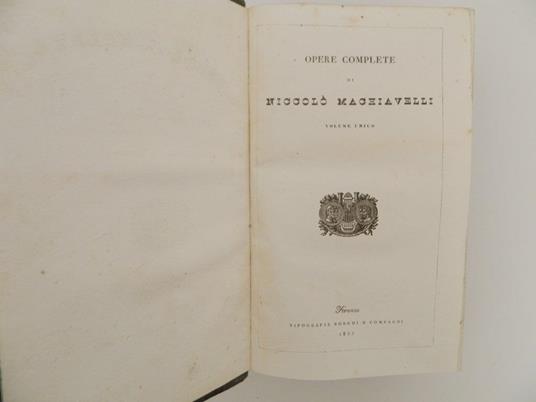 OPERE COMPLETE
DI
NICCOLÒ MACHIAVELLI
VOLUME UNICO
Firenze
TIPOGRAFIA BORGHI E COMPAGNI